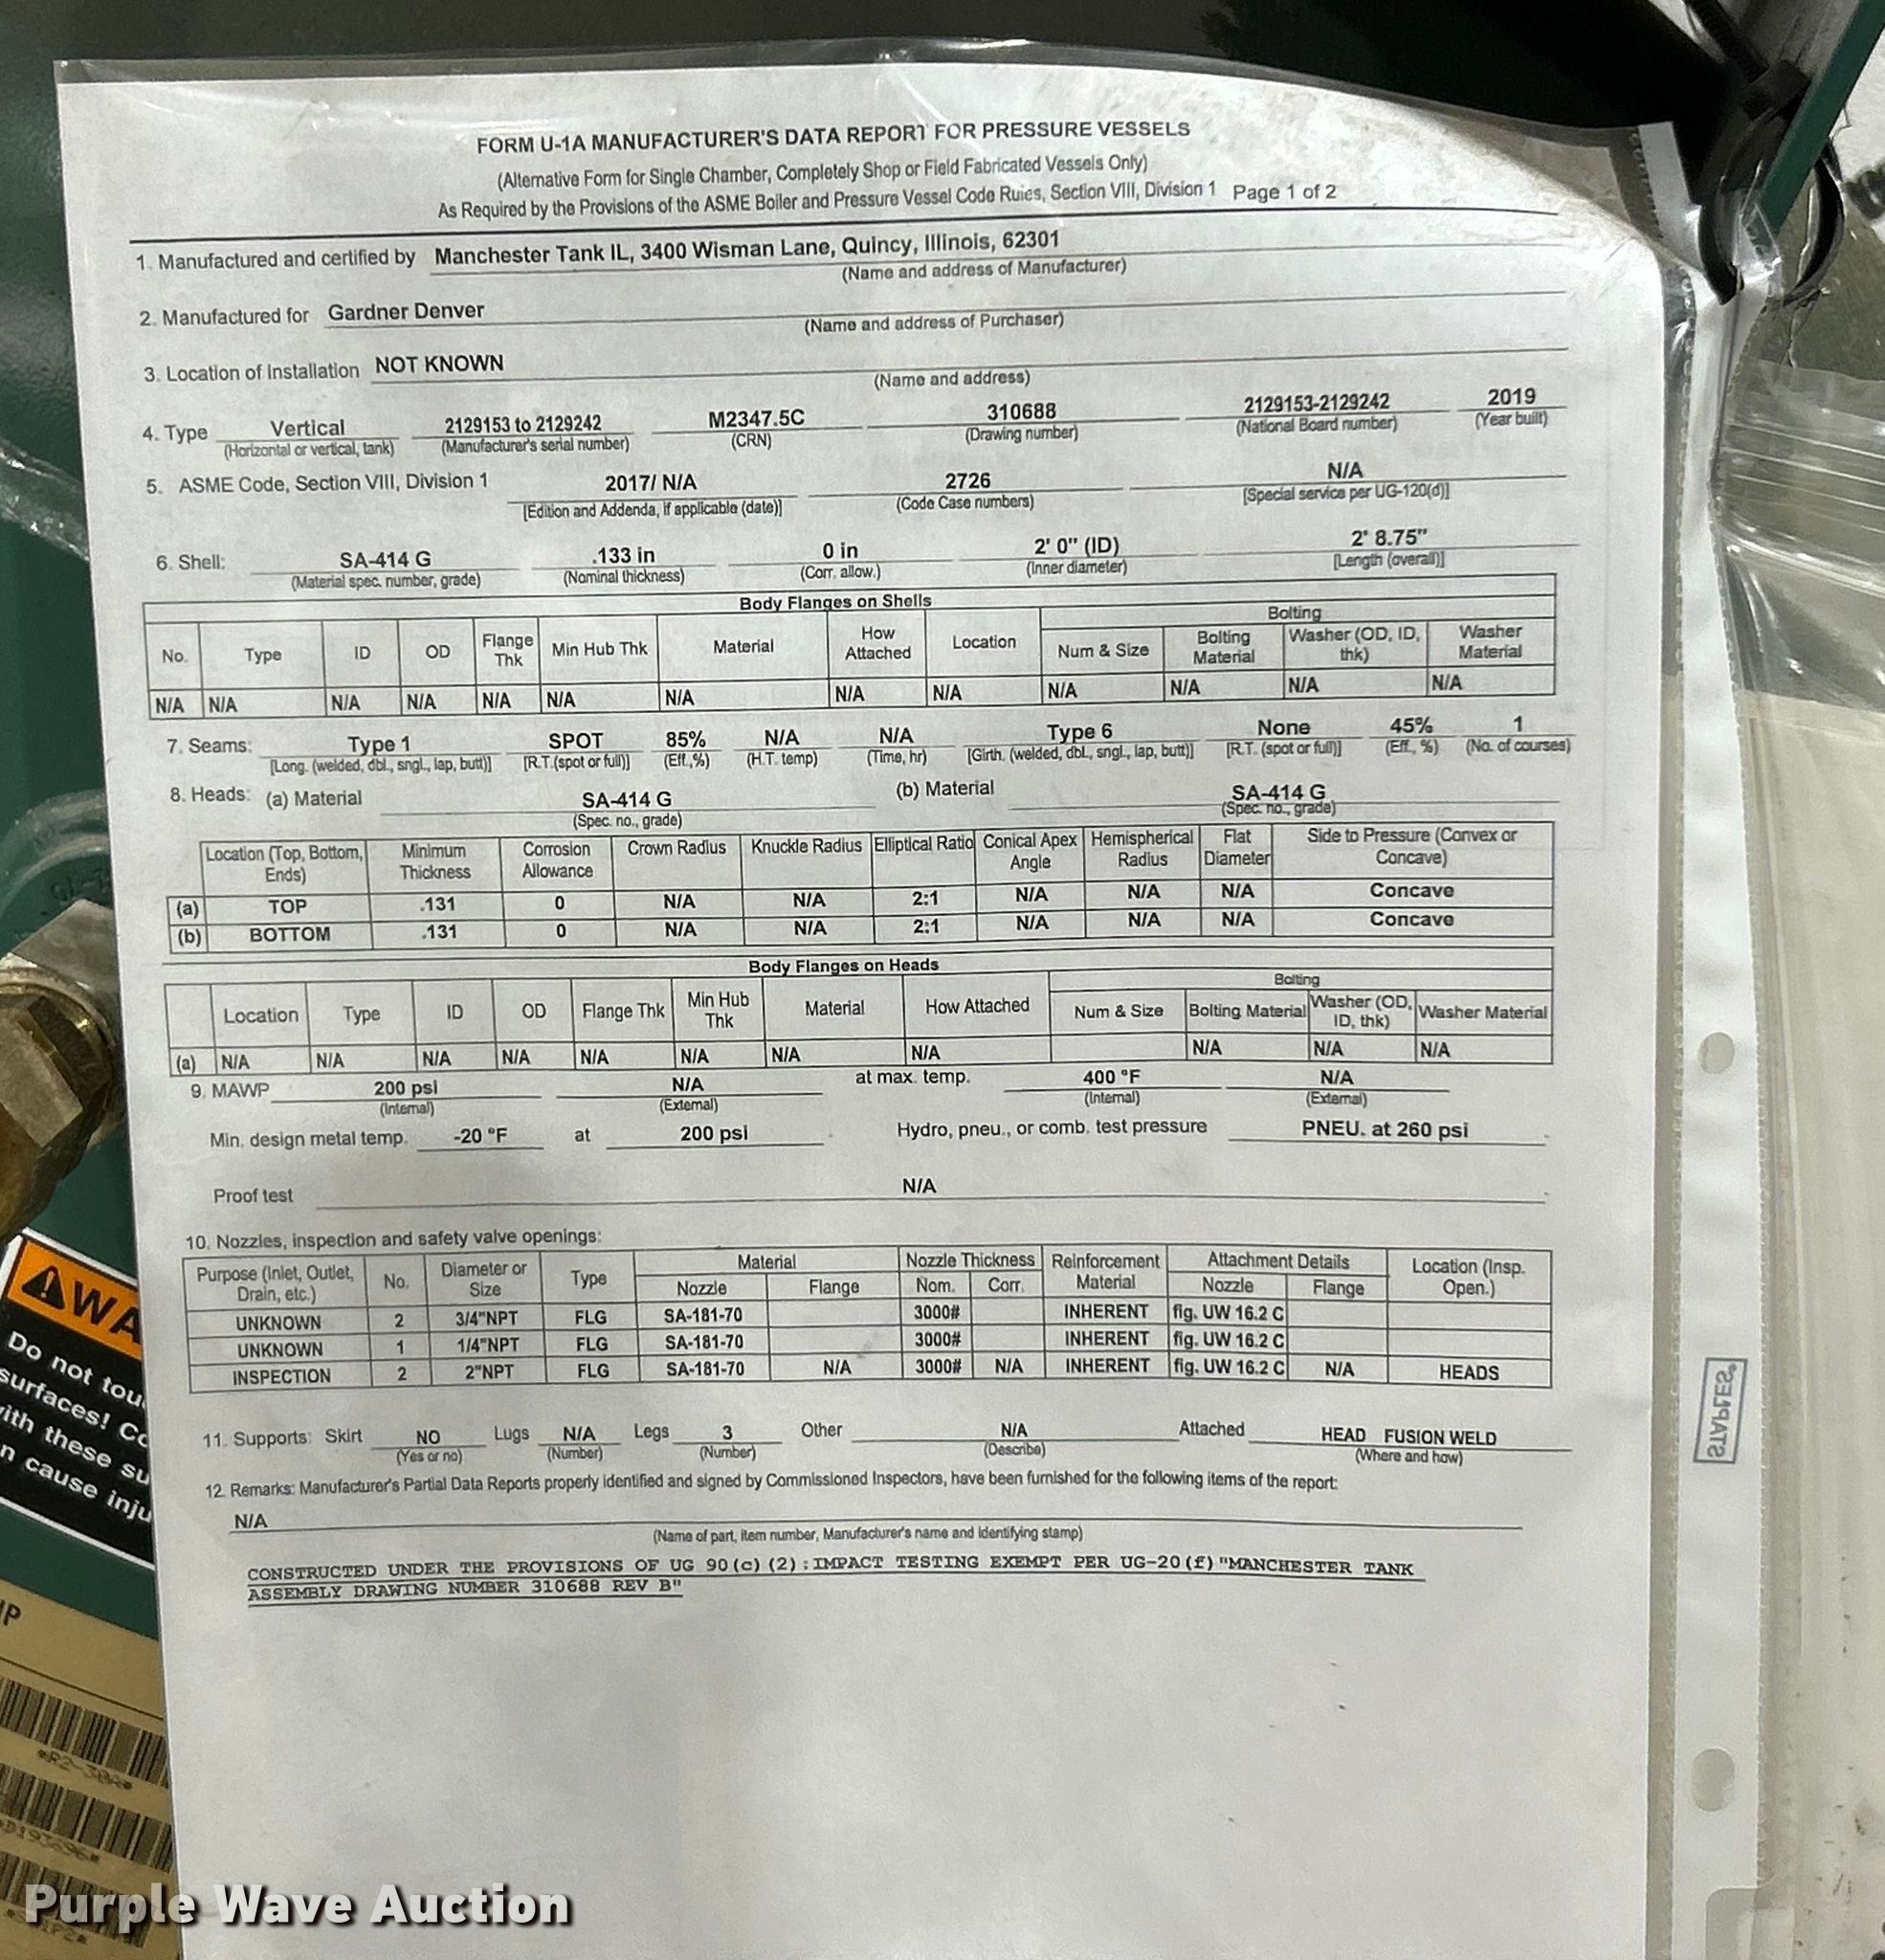 FORM U-1A MANUFACTURER'S DATA REPORT FOR PRESSURE VESSELS
(Alternative Form for Single Chamber, Completely Shop or Field Fabricated Vessels Only)
As Required by the Provisions of the ASME Boiler and Pressure Vessel Code Rules, Section VIII, Division 1 Page 1 of 2
1. Manufactured and certified by Manchester Tank IL, 3400 Wisman Lane, Quincy, Illinois, 62301
(Name and address of Manufacturer)
2. Manufactured for Gardner Denver
(Name and address of Purchaser)
3. Location of Installation NOT KNOWN
(Name and address)
4. Type Vertical 2129153 to 2129242 M2347.5C 310688 2129153-2129242 2019
(Horizontal or vertical, tank) (Manufacturer's serial number) (CRN) (Drawing number) (National Board number) (Year built)
5. ASME Code, Section VIII, Division 1 2017/ N/A 2726 N/A
[Edition and Addenda, if applicable (date)] (Code Case numbers) [Special service per UG-120(d)]
6. Shell: SA-414 G .133 in 0 in 2' 0" (ID) 2' 8.75"
(Material spec. number, grade) (Nominal thickness) (Corr. allow.) (Inner diameter) [Length (overall)]
Body Flanges on Shells
Bolting
No. Type ID OD Flange Thk Min Hub Thk Material How Attached Location Num & Size Bolting Material Washer (OD, ID, thk) Washer Material
N/A N/A N/A N/A N/A N/A N/A N/A N/A N/A N/A N/A N/A
7. Seams: Type 1 SPOT 85% N/A N/A Type 6 None 45% 1
[Long. (welded, dbl., sngl., lap, butt)] [R.T.(spot or full)] (Eff.,%) (H.T. temp) (Time, hr) [Girth. (welded, dbl., sngl., lap, butt)] [R.T. (spot or full)] (Eff., %) (No. of courses)
8. Heads: (a) Material SA-414 G (b) Material SA-414 G
(Spec. no., grade) (Spec. no., grade)
Location (Top, Bottom, Ends) Minimum Thickness Corrosion Allowance Crown Radius Knuckle Radius Elliptical Ratio Conical Apex Angle Hemispherical Radius Flat Diameter Side to Pressure (Convex or Concave)
(a) TOP .131 0 N/A N/A 2:1 N/A N/A N/A Concave
(b) BOTTOM .131 0 N/A N/A 2:1 N/A N/A N/A Concave
Body Flanges on Heads
Bolting
Location Type ID OD Flange Thk Min Hub Thk Material How Attached Num & Size Bolting Material Washer (OD, ID, thk) Washer Material
(a) N/A N/A N/A N/A N/A N/A N/A N/A N/A N/A N/A
9. MAWP 200 psi N/A at max. temp. 400 °F N/A
(Internal) (External) (Internal) (External)
Min. design metal temp. -20 °F at 200 psi Hydro, pneu., or comb. test pressure PNEU. at 260 psi
Proof test N/A
10. Nozzles, inspection and safety valve openings:
Purpose (Inlet, Outlet, Drain, etc.) No. Diameter or Size Type Material Nozzle Thickness Reinforcement Material Attachment Details Location (Insp. Open.)
Nozzle Flange Nom. Corr. Nozzle Flange
UNKNOWN 2 3/4"NPT FLG SA-181-70 3000# INHERENT fig. UW 16.2 C
UNKNOWN 1 1/4"NPT FLG SA-181-70 3000# INHERENT fig. UW 16.2 C
INSPECTION 2 2"NPT FLG SA-181-70 N/A 3000# N/A INHERENT fig. UW 16.2 C N/A HEADS
11. Supports: Skirt NO Lugs N/A Legs 3 Other N/A Attached HEAD FUSION WELD
(Yes or no) (Number) (Number) (Describe) (Where and how)
12. Remarks: Manufacturer's Partial Data Reports properly identified and signed by Commissioned Inspectors, have been furnished for the following items of the report:
N/A
(Name of part, item number, Manufacturer's name and identifying stamp)
CONSTRUCTED UNDER THE PROVISIONS OF UG 90(c)(2):IMPACT TESTING EXEMPT PER UG-20(f)"MANCHESTER TANK
ASSEMBLY DRAWING NUMBER 310688 REV B"
STAPLES
WA
Do not tou
surfaces! Co
ith these su
n cause inju
Purple Wave Auction